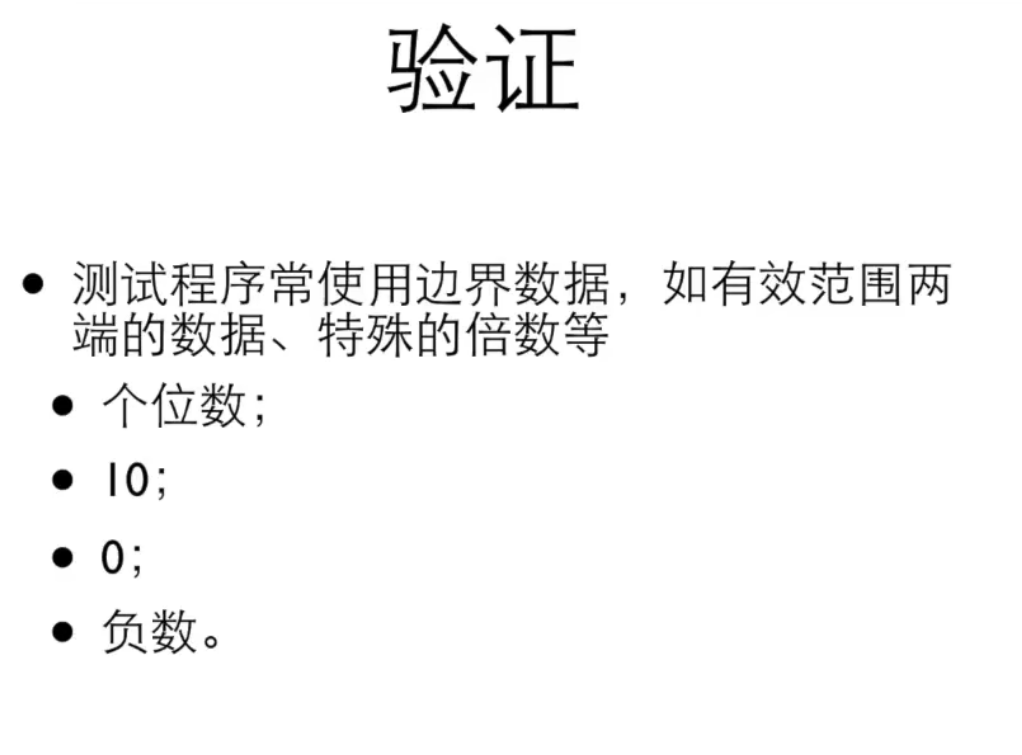 验证
• 测试程序常使用边界数据，如有效范围两
端的数据、特殊的倍数等
• 个位数；
• 10;
• 0;
• 负数。